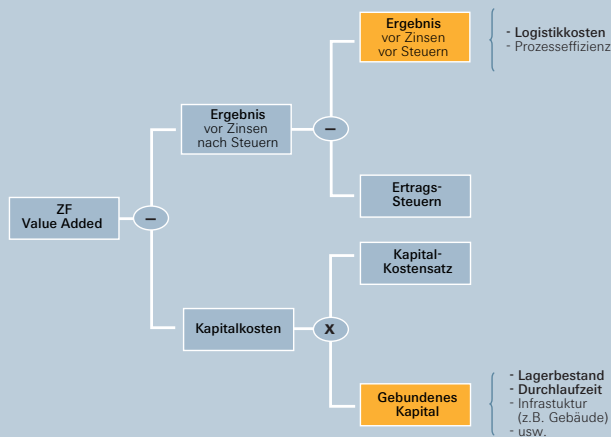 Ergebnis
vor Zinsen
vor Steuern
- Logistikkosten
- Prozesseffizienz
Ergebnis
vor Zinsen
nach Steuern
–
–
Ertrags-
Steuern
ZF
Value Added
–
Kapital-
Kostensatz
Kapitalkosten
X
Gebundenes
Kapital
- Lagerbestand
- Durchlaufzeit
- Infrastuktur
(z.B. Gebäude)
- usw.